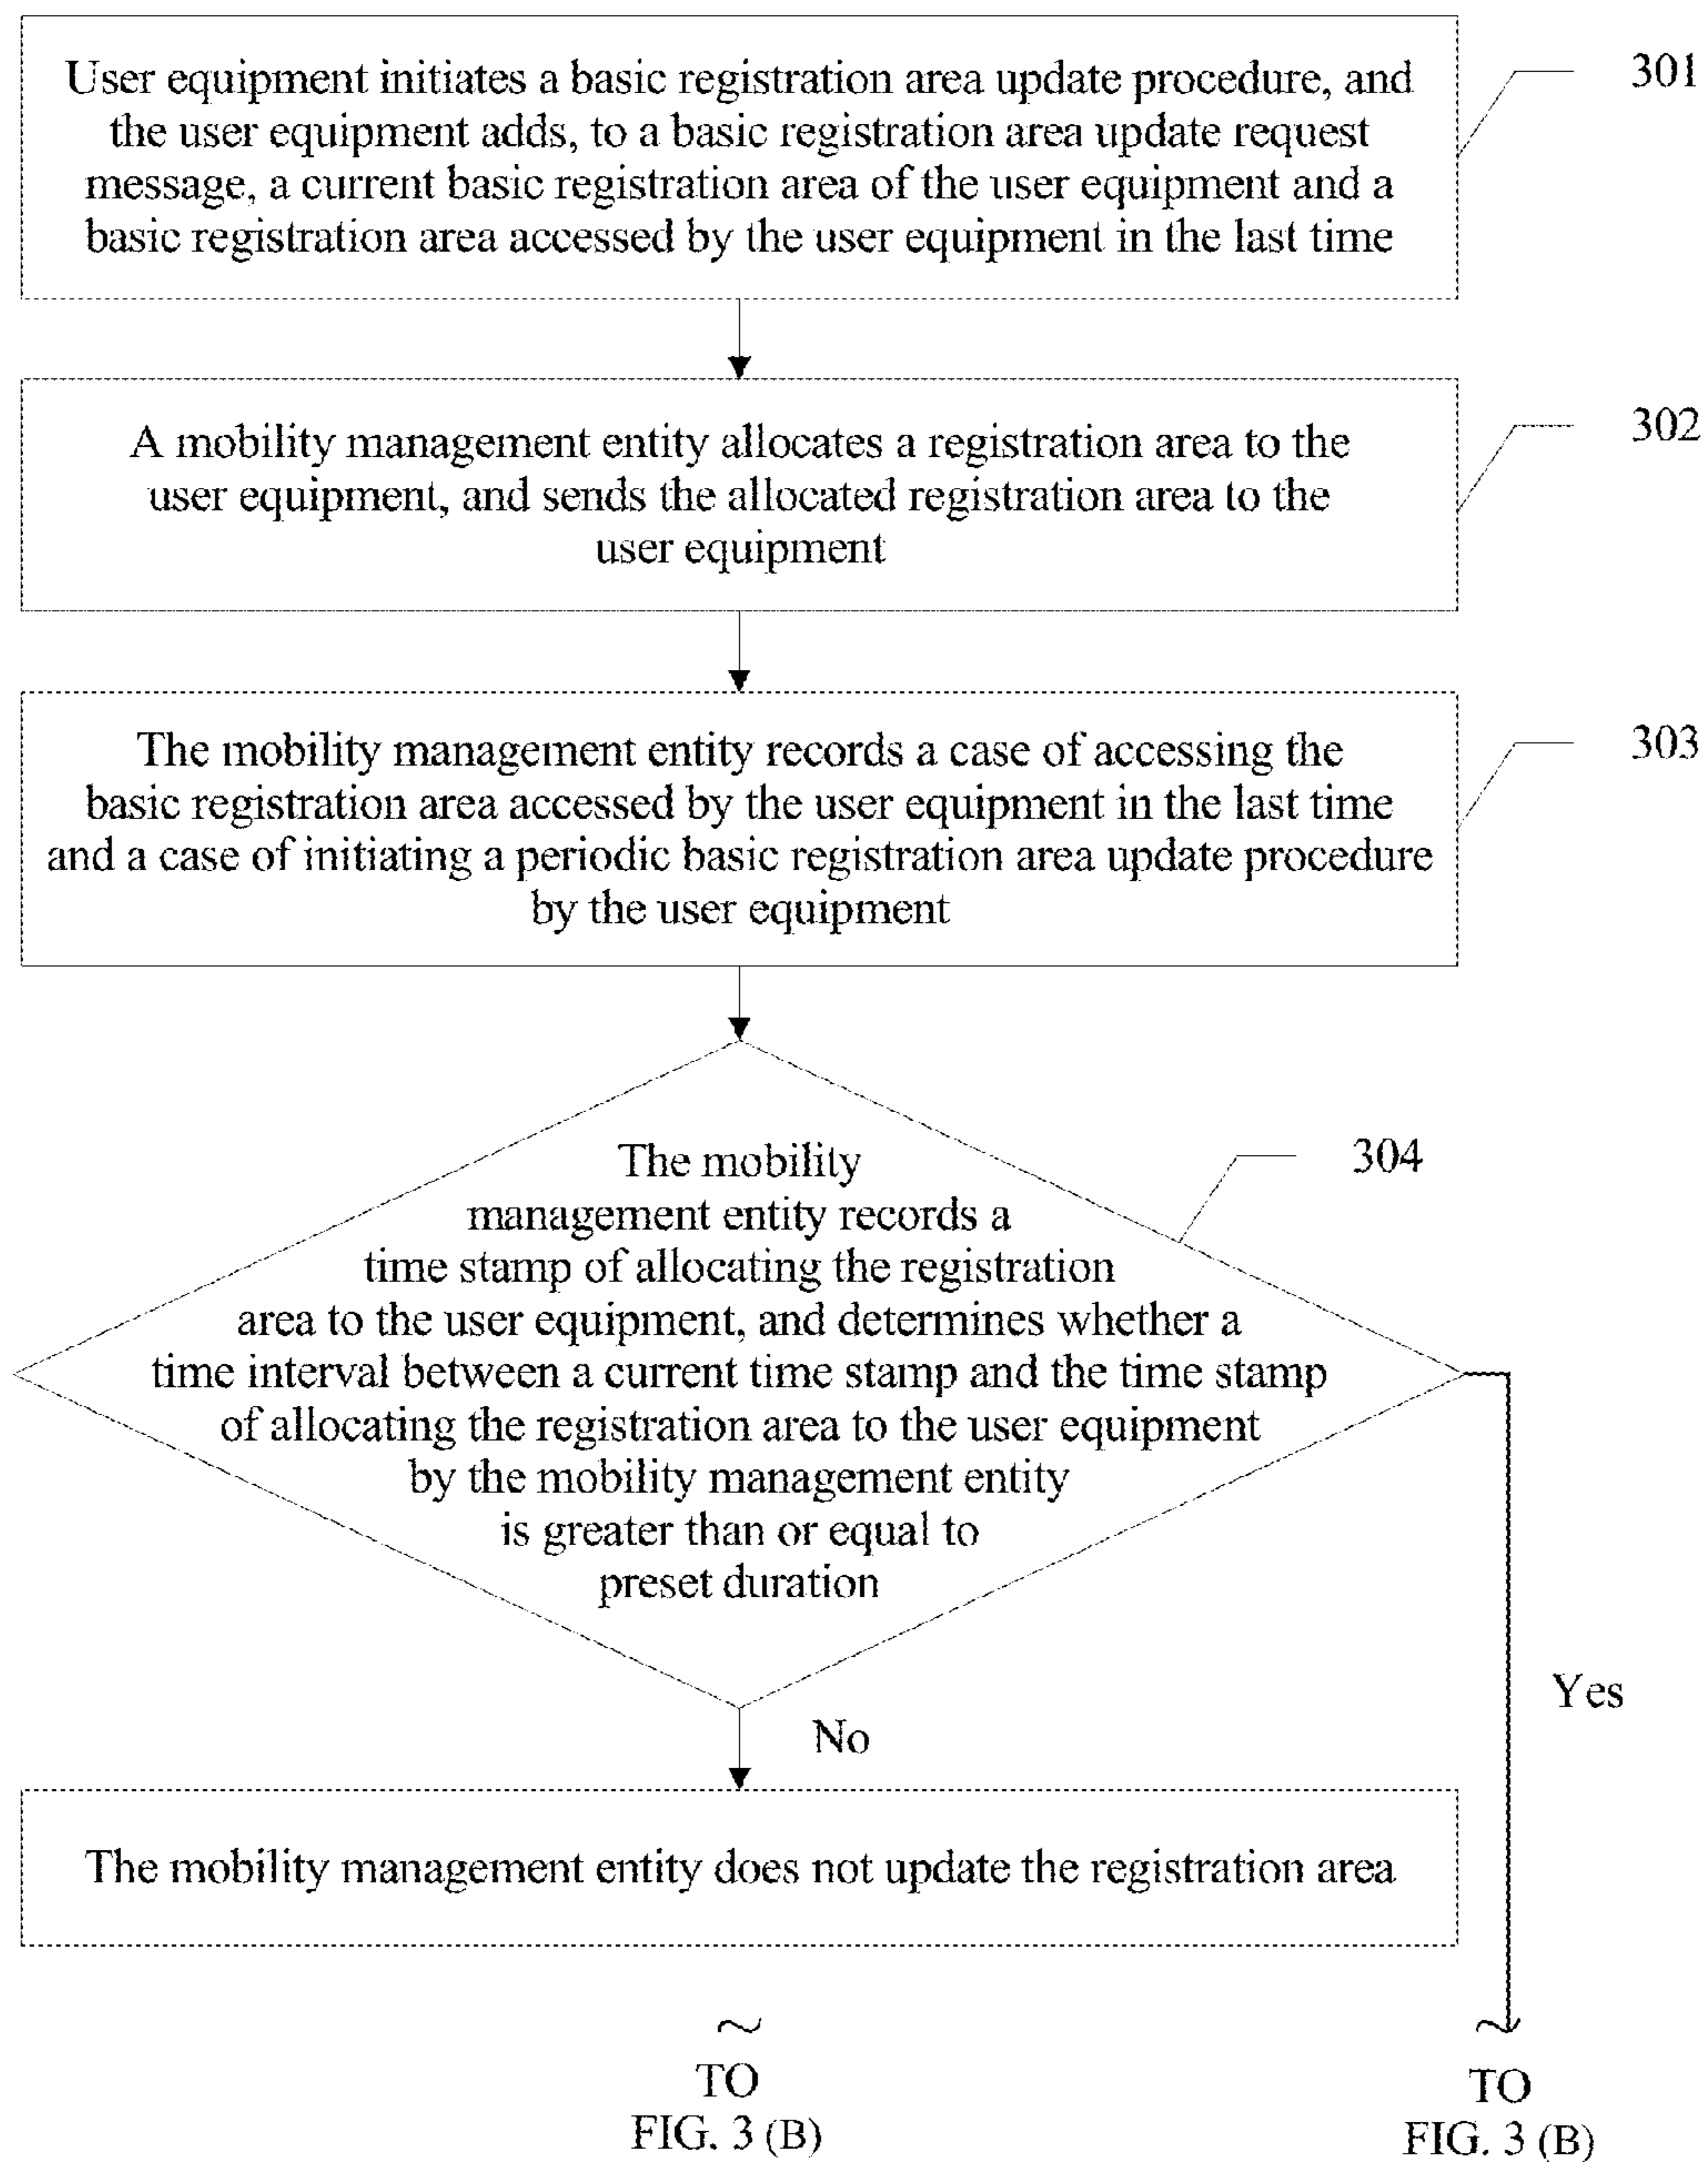 User equipment initiates a basic registration area update procedure, and
the user equipment adds, to a basic registration area update request
message, a current basic registration area of the user equipment and a
basic registration area accessed by the user equipment in the last time
301
A mobility management entity allocates a registration area to the
user equipment, and sends the allocated registration area to the
user equipment
302
The mobility management entity records a case of accessing the
basic registration area accessed by the user equipment in the last time
and a case of initiating a periodic basic registration area update procedure
by the user equipment
303
The mobility
management entity records a
time stamp of allocating the registration
area to the user equipment, and determines whether a
time interval between a current time stamp and the time stamp
of allocating the registration area to the user equipment
by the mobility management entity
is greater than or equal to
preset duration
304
Yes
No
The mobility management entity does not update the registration area
TO
FIG. 3 (B)
TO
FIG. 3 (B)